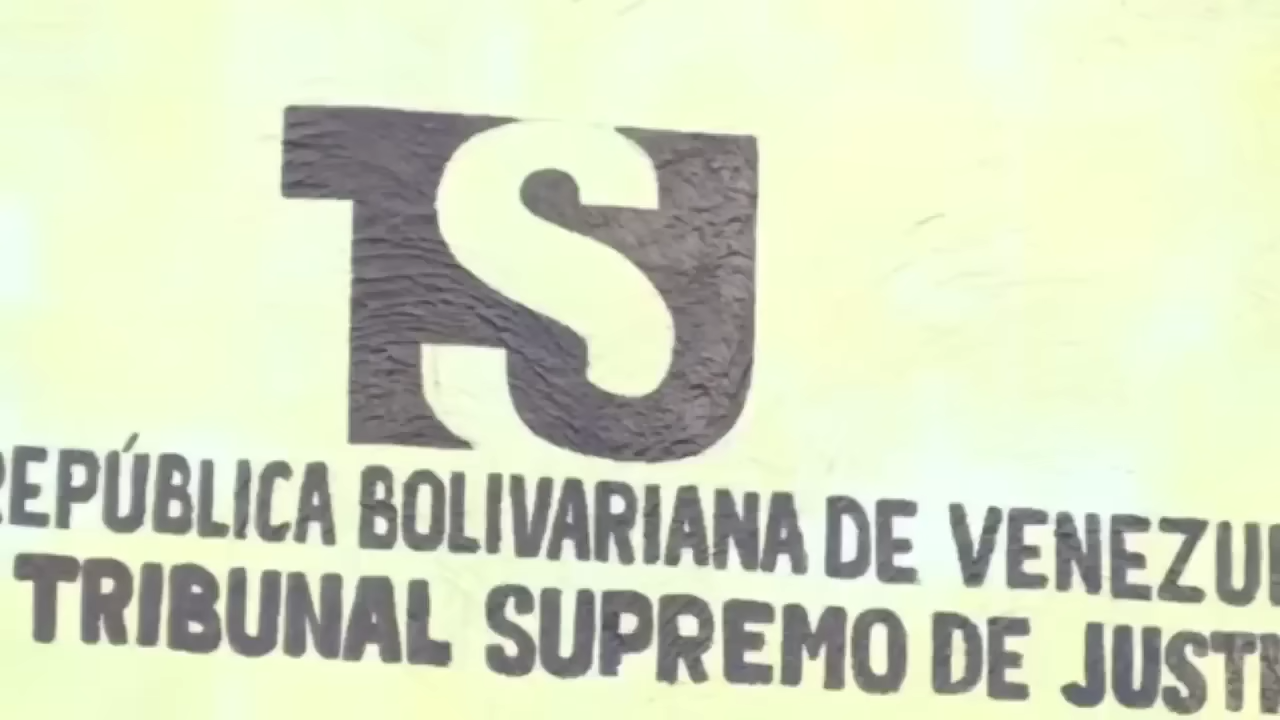 TSJ
REPÚBLICA BOLIVARIANA DE VENEZU
TRIBUNAL SUPREMO DE JUSTI